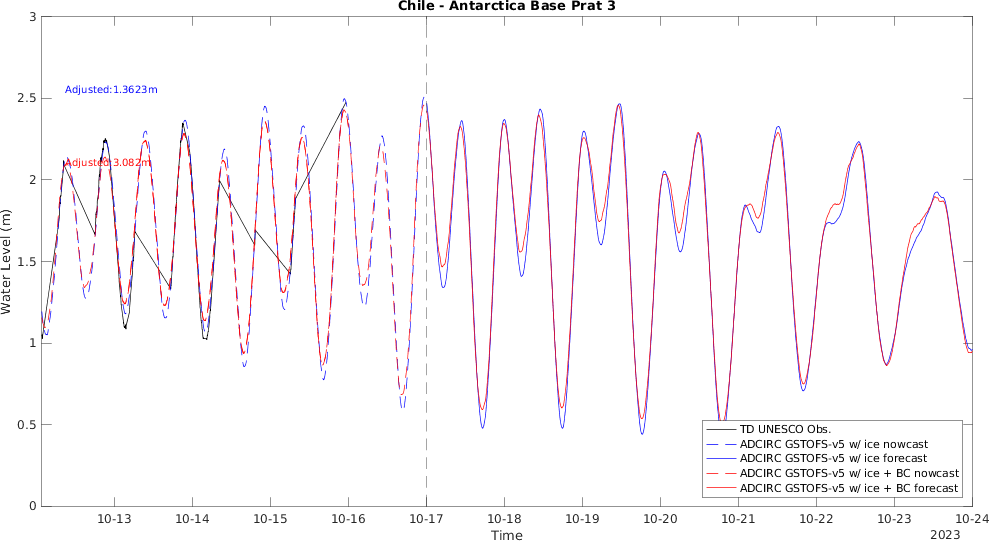 Chile - Antarctica Base Prat 3
3
2.5
2
1.5
1
0.5
0
Water Level (m)
Adjusted:1.3623m
Adjusted:3.082m
TD UNESCO Obs.
ADCIRC GSTOFS-v5 w/ ice nowcast
ADCIRC GSTOFS-v5 w/ ice forecast
ADCIRC GSTOFS-v5 w/ ice + BC nowcast
ADCIRC GSTOFS-v5 w/ ice + BC forecast
10-13 10-14 10-15 10-16 10-17 10-18 10-19 10-20 10-21 10-22 10-23 10-24
Time
2023